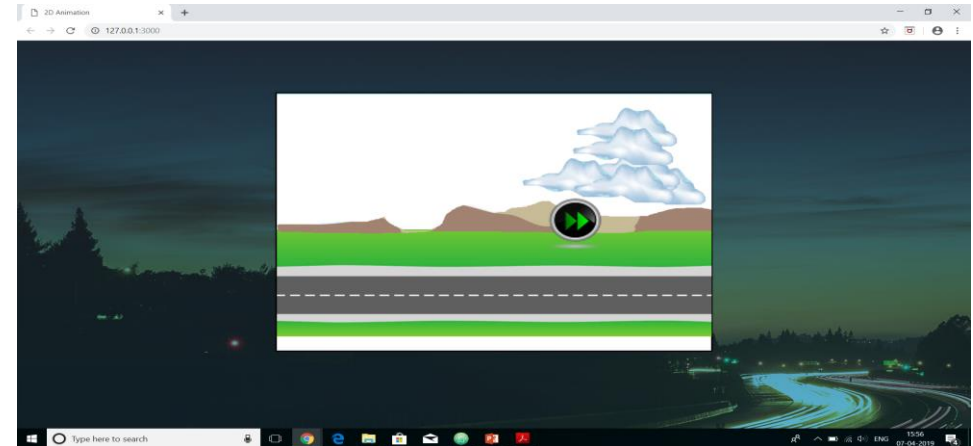 2D Animation
127.0.0.1:3000
Type here to search
ENG
15:56
07-04-2019